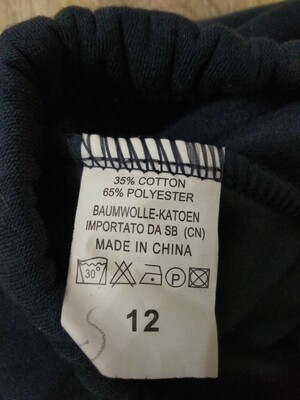 35% COTTON
65% POLYESTER
BAUMWOLLE-KATOEN
IMPORTATO DA SB (CN)
MADE IN CHINA
30°
P
12
S